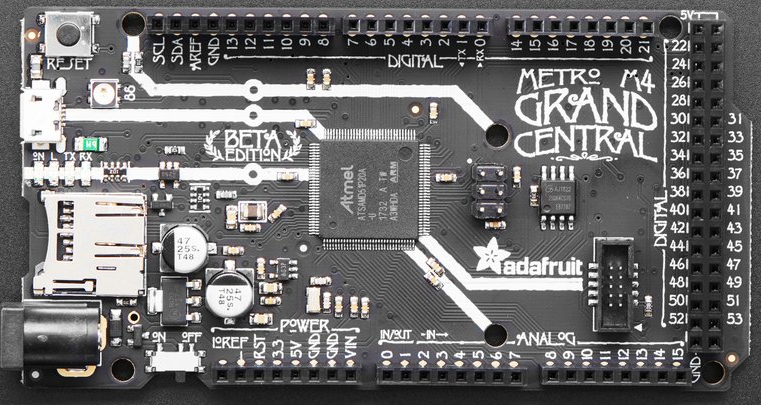 5V
RESET
SCL
SDA
AREF
GND
13
12
11
10
9
8
7
6
5
4
3
2
TX 1
RX 0
14
15
16
17
18
19
20
21
DIGITAL
METRO M4
GRAND
CENTRAL
88
BETA
EDITION
ON L TX RX
Atmel
ATSAMD51P20A
-U
1732 A TW
A3WHDA ARM
AJ1822
22
24
26
28
30 31
32 33
34 35
36 37
38 39
40 41
42 43
44 45
46 47
48 49
50 51
52 53
DIGITAL
47
25s.
T48
47
25s.
T48
adafruit
ON OFF
POWER
IOREF
RST
3.3
5V
GND
GND
VIN
IN/OUT -IN→
ANALOG
0
1
2
3
4
5
6
7
8
9
10
11
12
13
14
15
GND